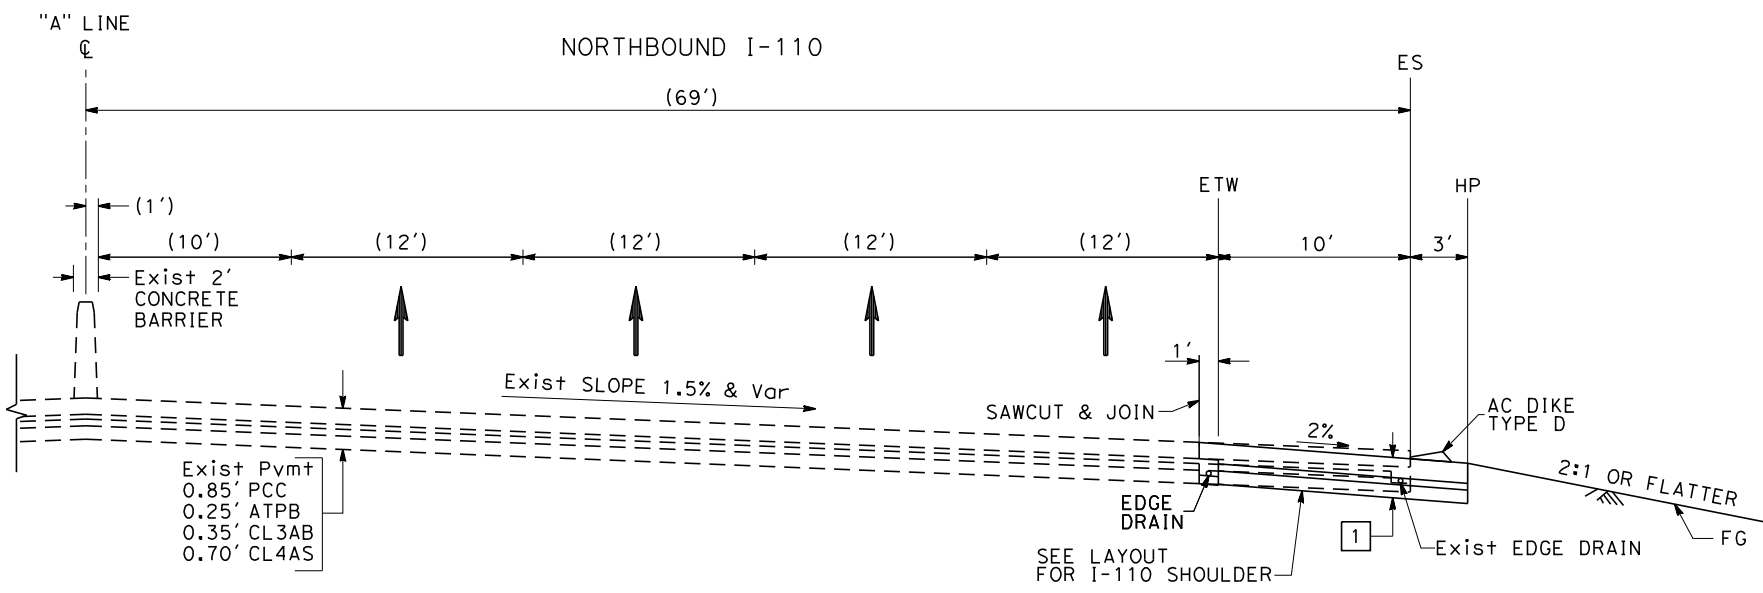 "A" LINE
℄
NORTHBOUND I-110
ES
(69')
ETW
HP
(1')
(10')
(12')
(12')
(12')
(12')
10'
3'
Exist 2'
CONCRETE
BARRIER
1'
Exist SLOPE 1.5% & Var
SAWCUT & JOIN
2%
AC DIKE
TYPE D
Exist Pvmt
0.85' PCC
0.25' ATPB
0.35' CL3AB
0.70' CL4AS
2:1 OR FLATTER
EDGE
DRAIN
1
Exist EDGE DRAIN
FG
SEE LAYOUT
FOR I-110 SHOULDER